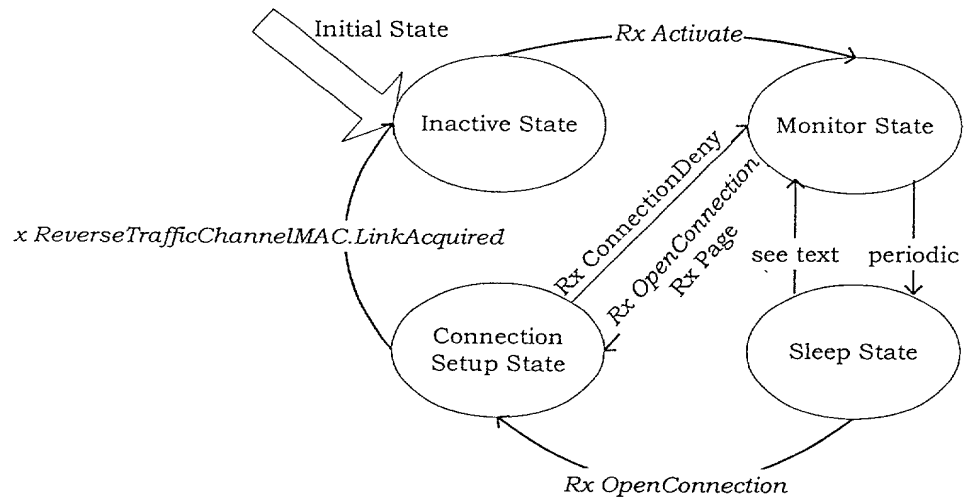 Initial State
Rx Activate
Inactive State
Monitor State
Rx ConnectionDeny
Rx OpenConnection
Rx Page
x ReverseTrafficChannelMAC.LinkAcquired
see text
periodic
Connection
Setup State
Sleep State
Rx OpenConnection